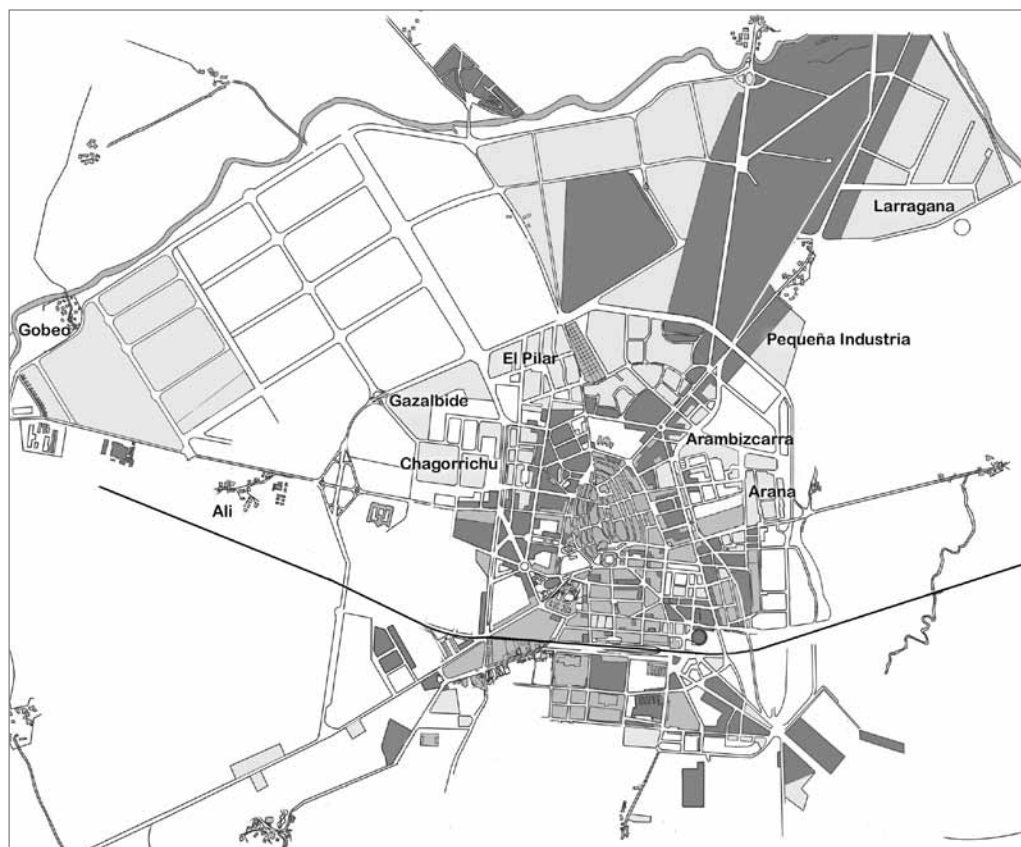 Larragana
Gobeo
Pequeña Industria
El Pilar
Gazalbide
Arambizcarra
Chagorrichu
Arana
Ali